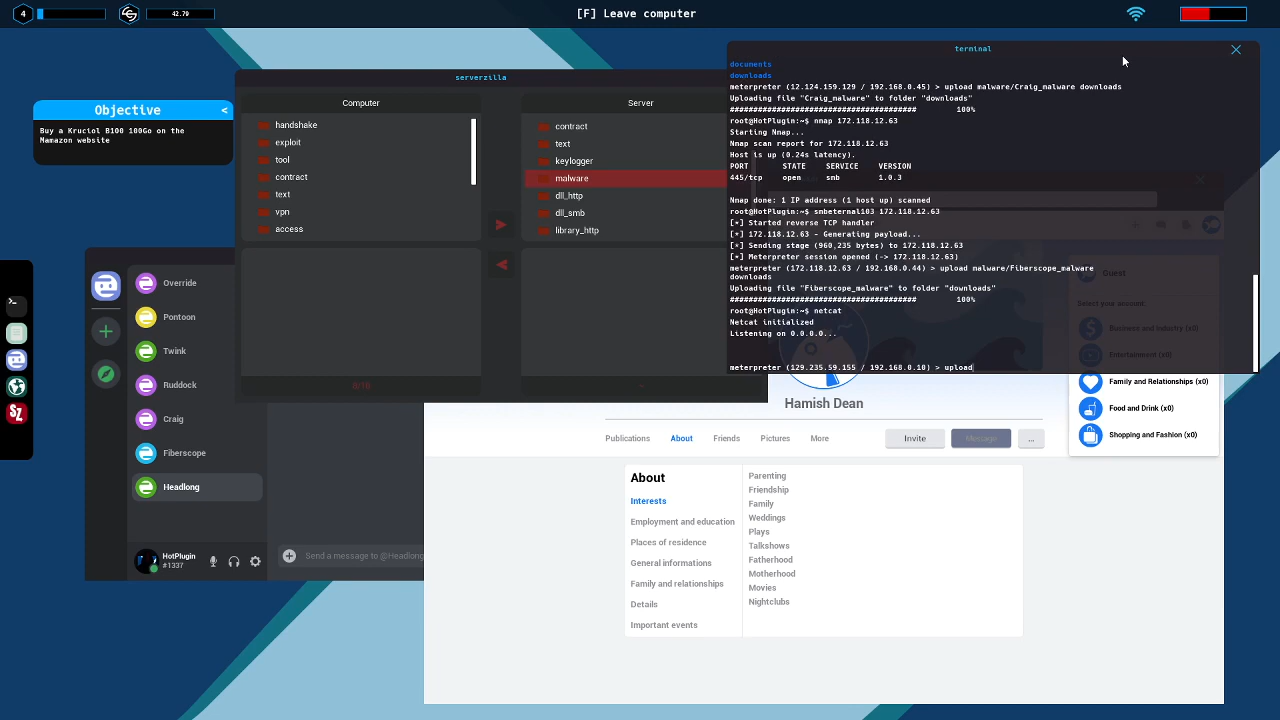 4
42.79
[F] Leave computer
Objective
<
Buy a Kruciol B100 100Go on the
Mamazon website
serverzilla
Computer
handshake
exploit
tool
contract
text
vpn
access
0/16
Server
contract
text
keylogger
malware
dll_http
dll_smb
library_http
-
terminal
documents
downloads
meterpreter (12.124.159.129 / 192.168.0.45) > upload malware/Craig_malware downloads
Uploading file "Craig_malware" to folder "downloads"
######################################## 100%
root@HotPlugin:~$ nmap 172.118.12.63
Starting Nmap...
Nmap scan report for 172.118.12.63
Host is up (0.24s latency).
PORT STATE SERVICE VERSION
445/tcp open smb 1.0.3
Nmap done: 1 IP address (1 host up) scanned
root@HotPlugin:~$ smbeternal103 172.118.12.63
[*] Started reverse TCP handler
[*] 172.118.12.63 - Generating payload...
[*] Sending stage (960,235 bytes) to 172.118.12.63
[*] Meterpreter session opened (-> 172.118.12.63)
meterpreter (172.118.12.63 / 192.168.0.44) > upload malware/Fiberscope_malware
downloads
Uploading file "Fiberscope_malware" to folder "downloads"
######################################## 100%
root@HotPlugin:~$ netcat
Netcat initialized
Listening on 0.0.0.0...
meterpreter (129.235.59.155 / 192.168.0.10) > upload
Guest
Select your account:
Business and Industry (x0)
Entertainment (x0)
Family and Relationships (x0)
Food and Drink (x0)
Shopping and Fashion (x0)
Override
Pontoon
Twink
Ruddock
Craig
Fiberscope
Headlong
HotPlugin
#1337
Send a message to @Headlong
Hamish Dean
Publications
About
Friends
Pictures
More
Invite
Message
...
About
Interests
Employment and education
Places of residence
General informations
Family and relationships
Details
Important events
Parenting
Friendship
Family
Weddings
Plays
Talkshows
Fatherhood
Motherhood
Movies
Nightclubs
SZ